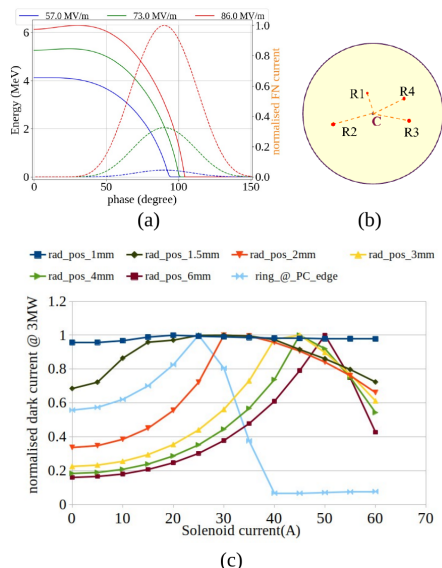 57.0 MV/m 73.0 MV/m 86.0 MV/m
6
4
2
0
Energy (MeV)
1.0
0.8
0.6
0.4
0.2
0.0
normalised FN current
0 50 100 150
phase (degree)
(a)
R1
R4
C
R2
R3
(b)
rad_pos_1mm rad_pos_1.5mm rad_pos_2mm rad_pos_3mm
rad_pos_4mm rad_pos_6mm ring_@_PC_edge
normalised dark current @ 3MW
1.2
1
0.8
0.6
0.4
0.2
0
0 10 20 30 40 50 60 70
Solenoid current(A)
(c)